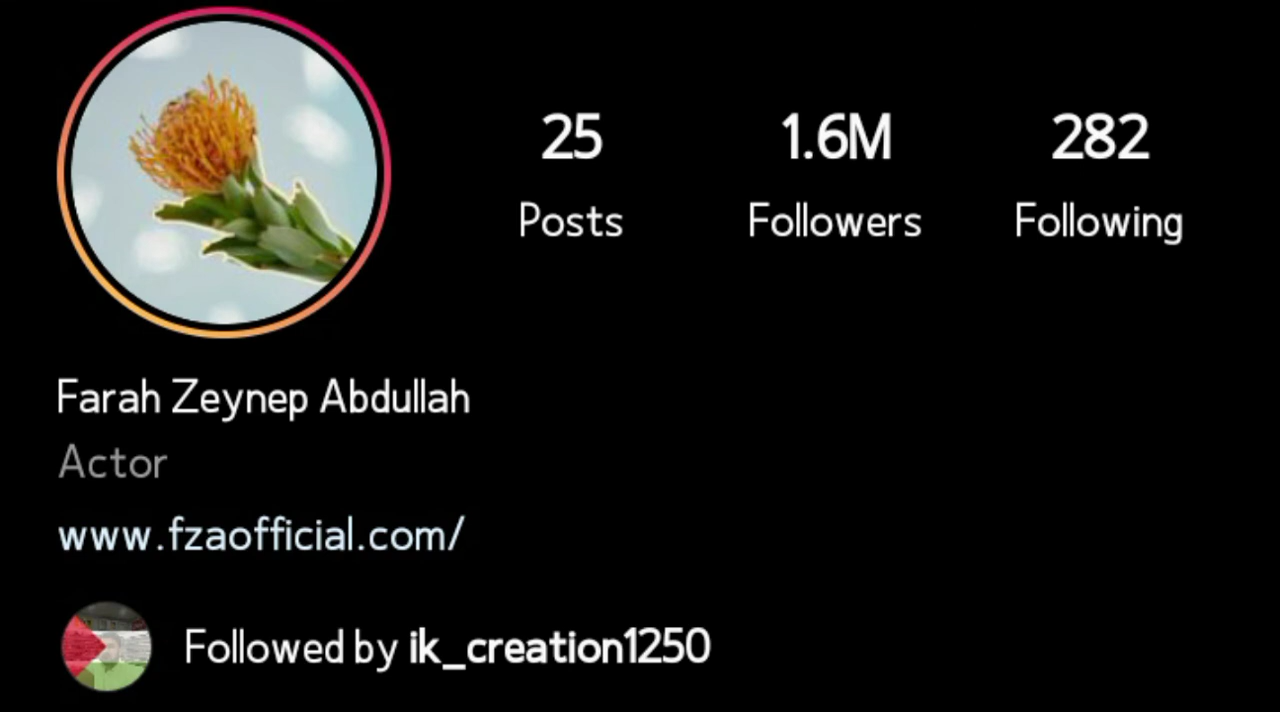 25 1.6M 282
Posts Followers Following
Farah Zeynep Abdullah
Actor
www.fzaofficial.com/
Followed by ik_creation1250